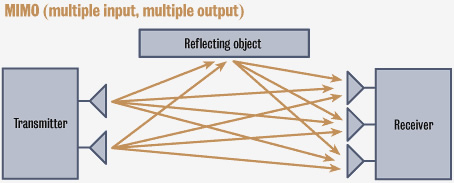 MIMO (multiple input, multiple output)
Reflecting object
Transmitter
Receiver